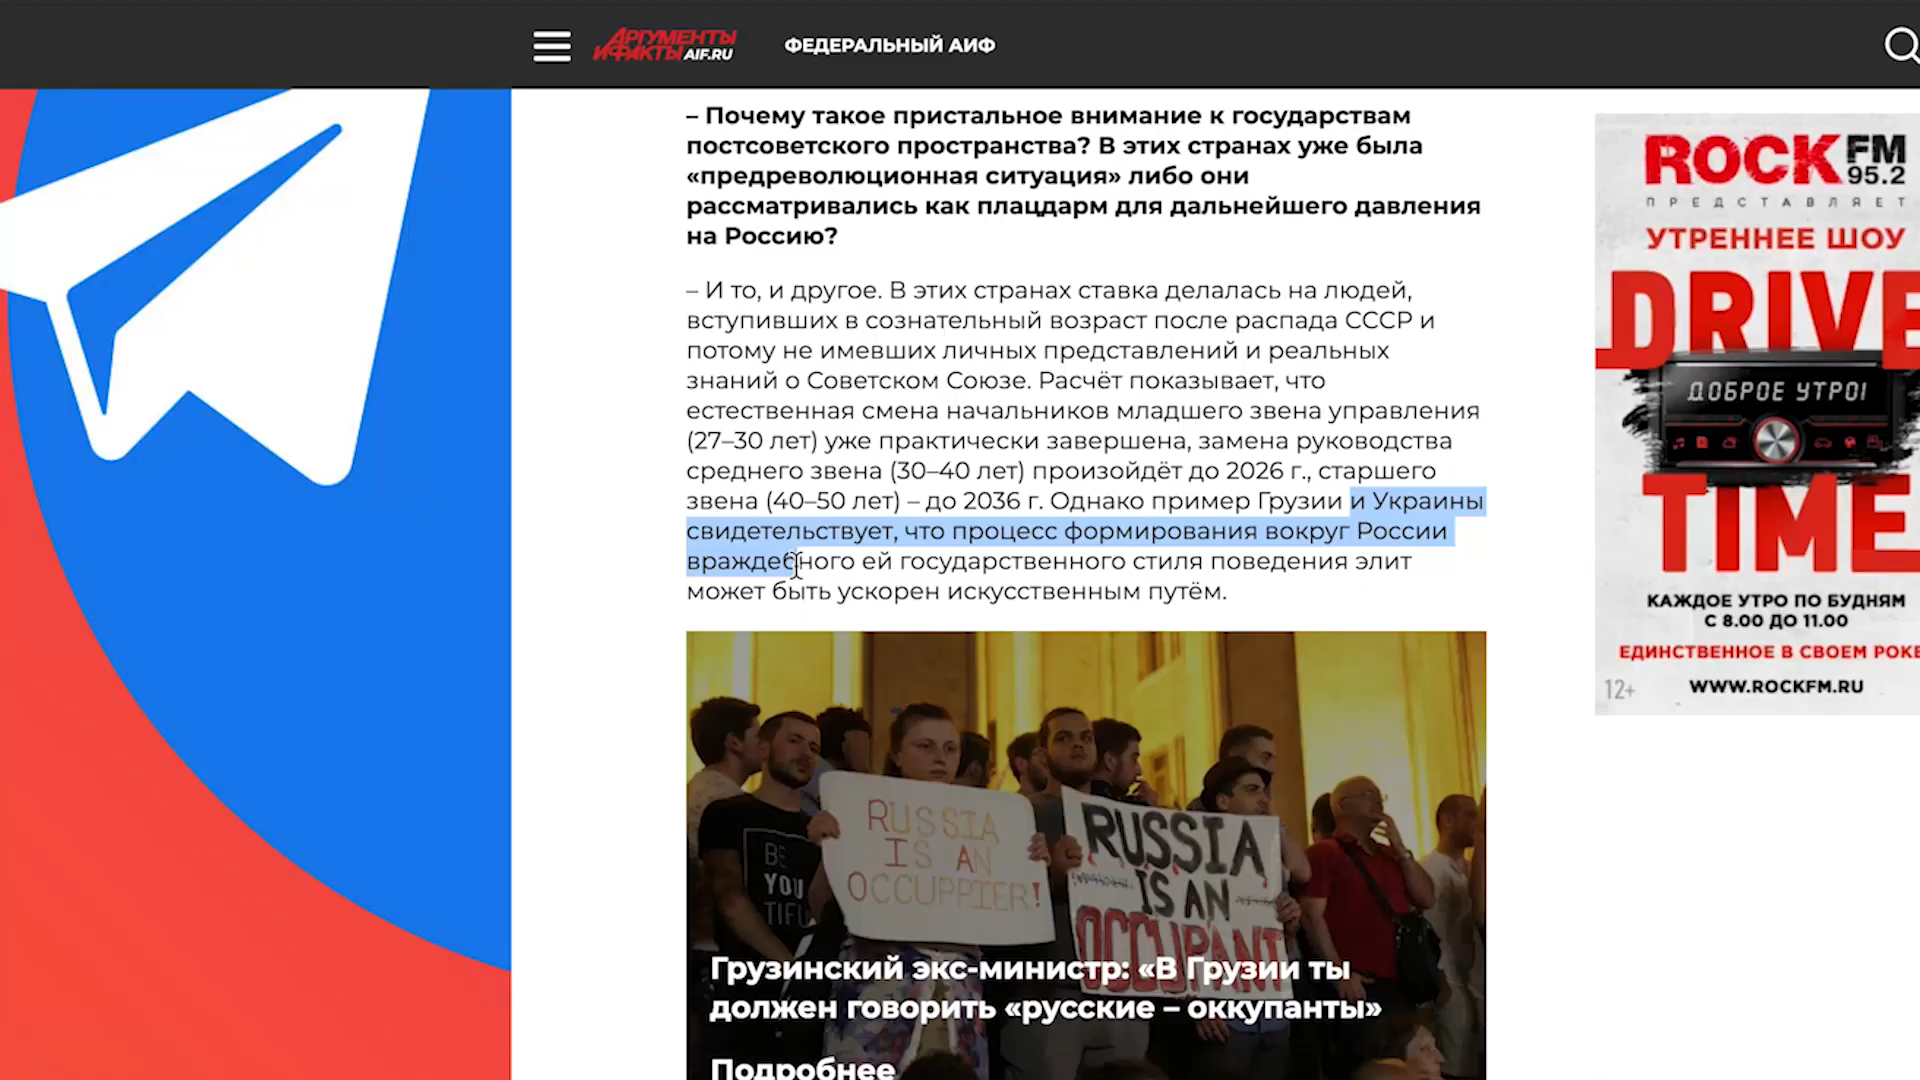 АРГУМЕНТЫ
И ФАКТЫ AIF.RU
ФЕДЕРАЛЬНЫЙ АИФ
– Почему такое пристальное внимание к государствам
постсоветского пространства? В этих странах уже была
«предреволюционная ситуация» либо они
рассматривались как плацдарм для дальнейшего давления
на Россию?
– И то, и другое. В этих странах ставка делалась на людей,
вступивших в сознательный возраст после распада СССР и
потому не имевших личных представлений и реальных
знаний о Советском Союзе. Расчёт показывает, что
естественная смена начальников младшего звена управления
(27–30 лет) уже практически завершена, замена руководства
среднего звена (30–40 лет) произойдёт до 2026 г., старшего
звена (40–50 лет) – до 2036 г. Однако пример Грузии и Украины
свидетельствует, что процесс формирования вокруг России
враждебного ей государственного стиля поведения элит
может быть ускорен искусственным путём.
BE
YOU
TIFU
RUSSIA
IS AN
OCCUPPIER!
RUSSIA
IS AN
OCCUPANT
Грузинский экс-министр: «В Грузии ты
должен говорить «русские – оккупанты»
Подробнее
ROCK FM
95.2
ПРЕДСТАВЛЯЕТ
УТРЕННЕЕ ШОУ
DRIVE
ДОБРОЕ УТРО!
TIME
КАЖДОЕ УТРО ПО БУДНЯМ
С 8.00 ДО 11.00
ЕДИНСТВЕННОЕ В СВОЕМ РОКЕ
12+
WWW.ROCKFM.RU